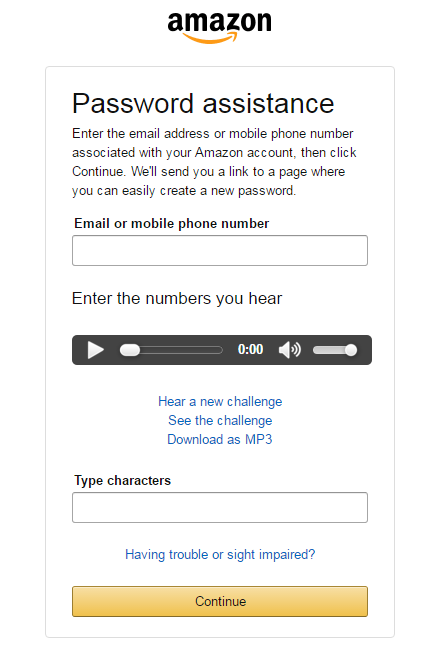 amazon
Password assistance
Enter the email address or mobile phone number
associated with your Amazon account, then click
Continue. We'll send you a link to a page where
you can easily create a new password.
Email or mobile phone number
Enter the numbers you hear
0:00
Hear a new challenge
See the challenge
Download as MP3
Type characters
Having trouble or sight impaired?
Continue